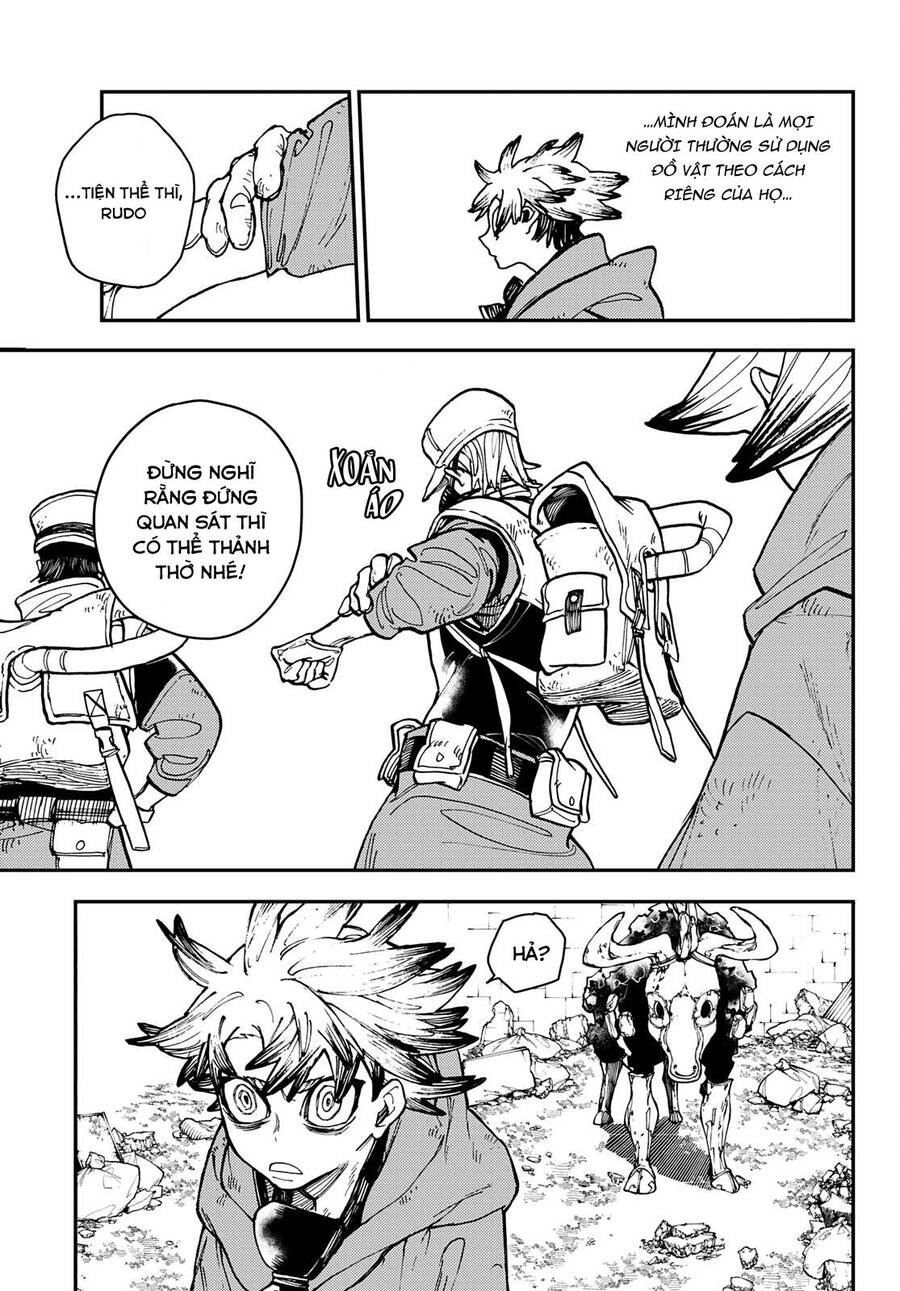 ...MÌNH ĐOÁN LÀ MỌI
NGƯỜI THƯỜNG SỬ DỤNG
ĐỒ VẬT THEO CÁCH
RIÊNG CỦA HỌ...
...TIỆN THỂ THÌ,
RUDO
XOẮN
ÁO
ĐỪNG NGHĨ
RẰNG ĐỨNG
QUAN SÁT THÌ
CÓ THỂ THẢNH
THƠI NHÉ!
HẢ?